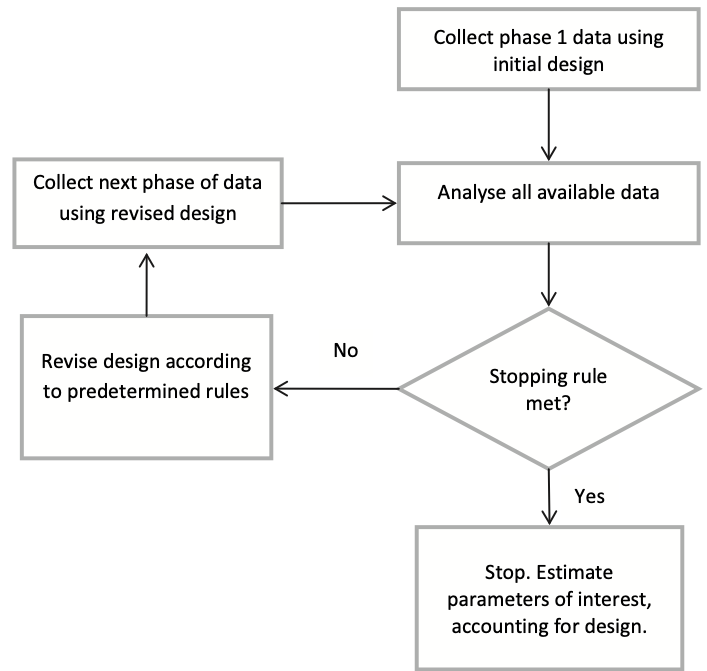 Collect phase 1 data using
initial design
Collect next phase of data
using revised design
Analyse all available data
Revise design according
to predetermined rules
No
Stopping rule
met?
Yes
Stop. Estimate
parameters of interest,
accounting for design.